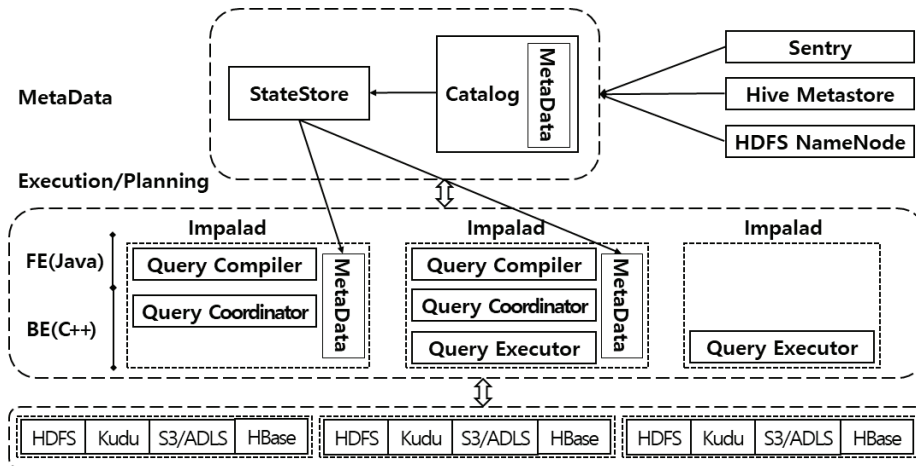 Sentry
MetaData
StateStore
Catalog
MetaData
Hive Metastore
HDFS NameNode
Execution/Planning
Impalad
Impalad
Impalad
FE(Java)
Query Compiler
MetaData
Query Compiler
MetaData
BE(C++)
Query Coordinator
Query Coordinator
Query Executor
Query Executor
HDFS Kudu S3/ADLS HBase
HDFS Kudu S3/ADLS HBase
HDFS Kudu S3/ADLS HBase